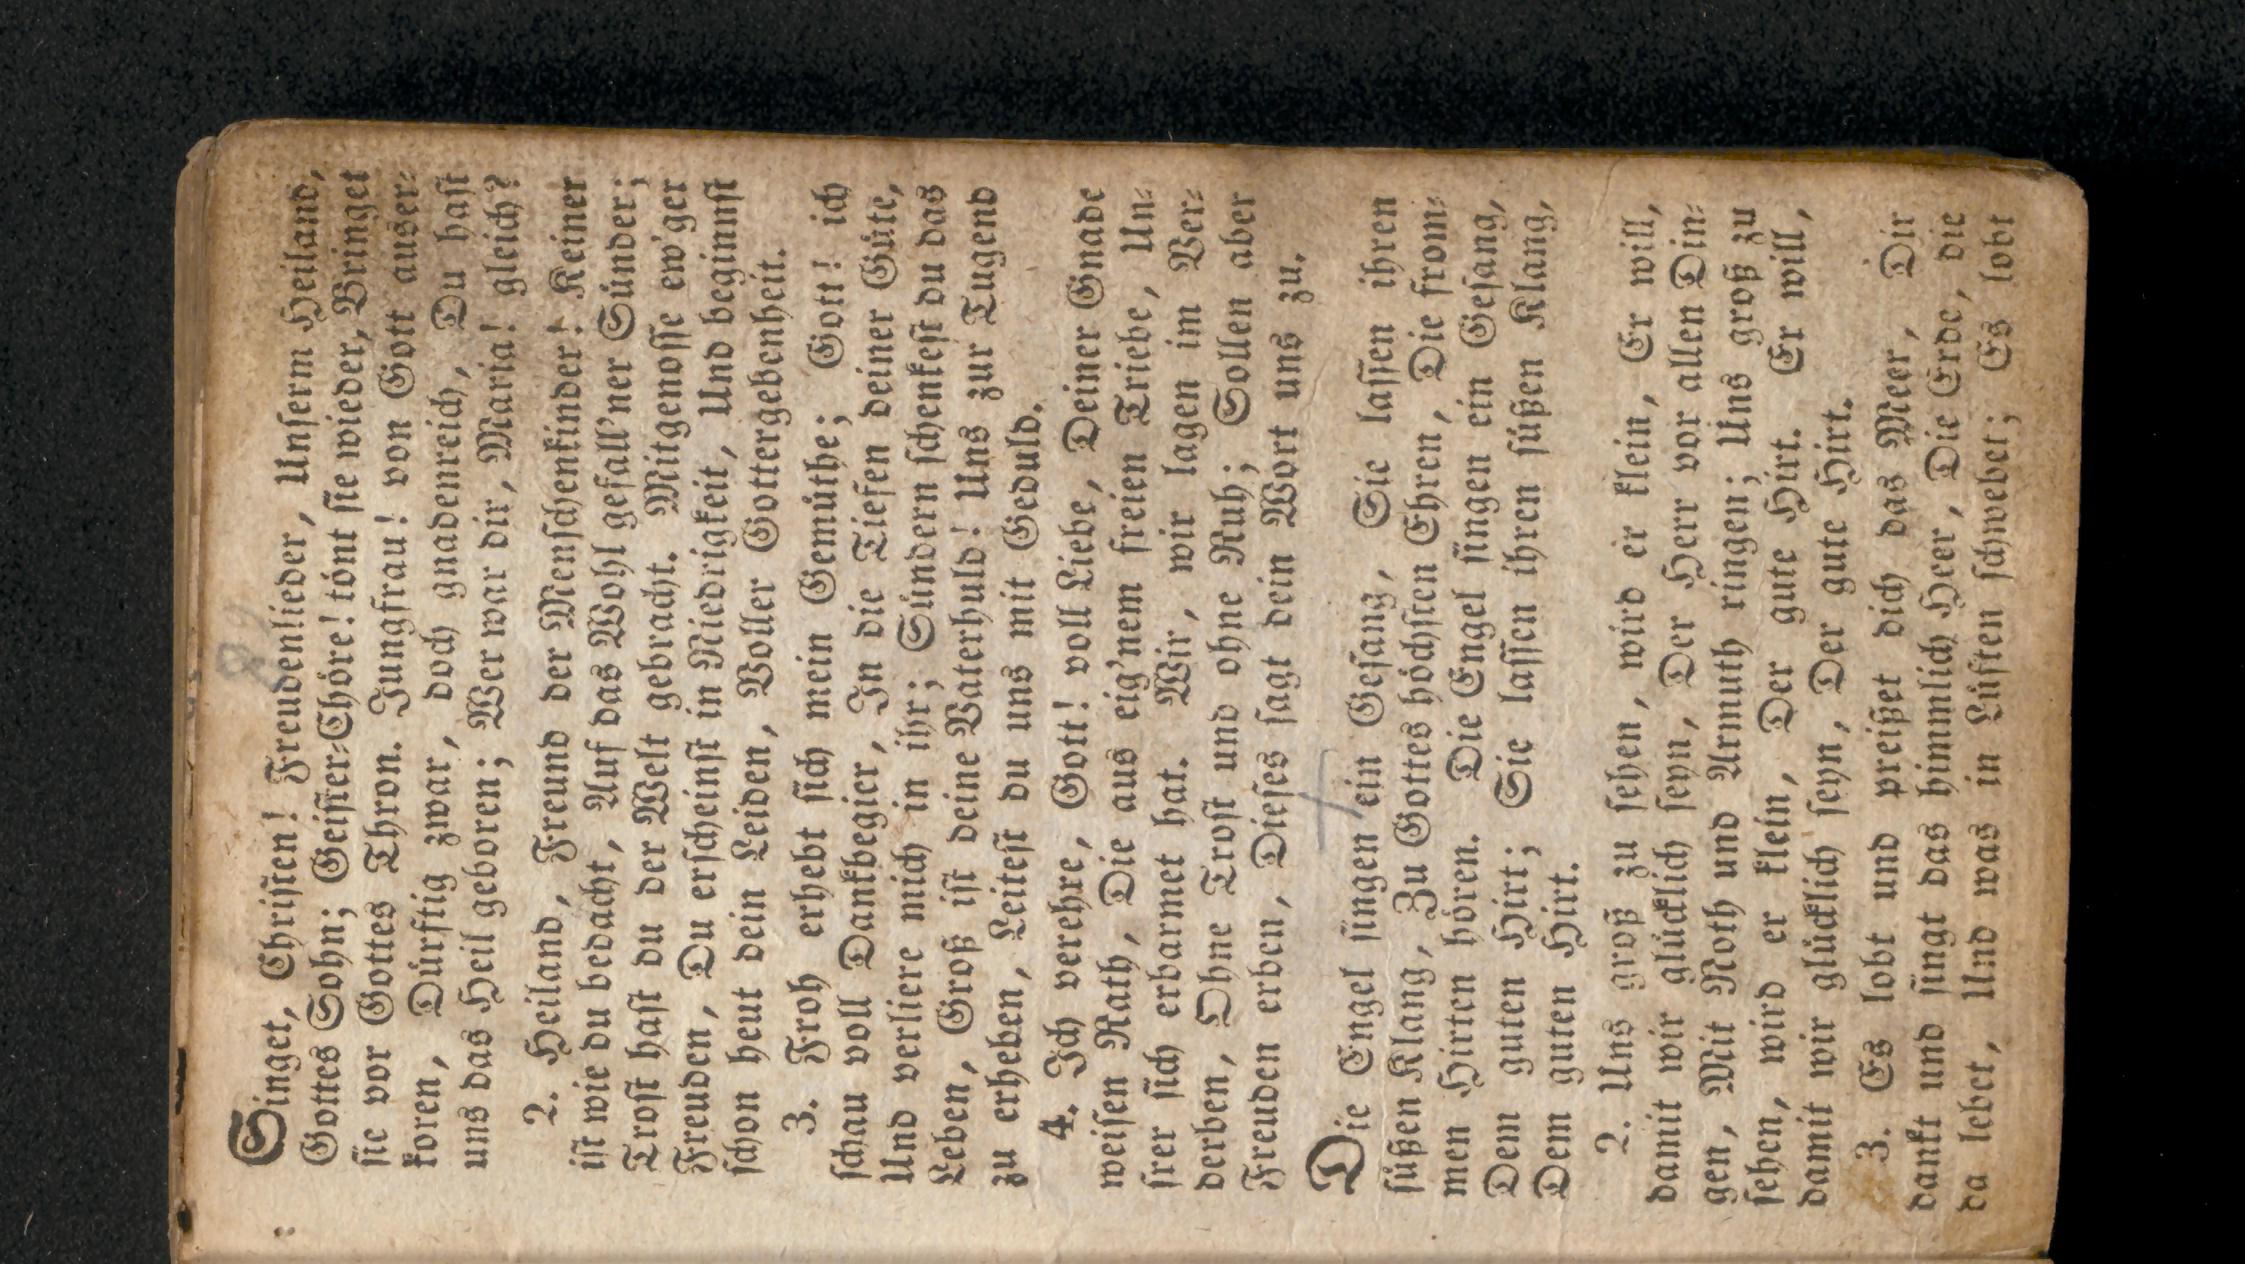 89
Singet, Christen! Freudenlieder, Unserm Heiland,
Gottes Sohn; Geister-Chöre! tönt sie wieder, Bringet
sie vor Gottes Thron. Jungfrau! von Gott auser-
koren, Dürftig zwar, doch gnadenreich, Du hast
uns das Heil geboren; Wer war dir, Maria! gleich?
2. Heiland, Freund der Menschenkinder! Keiner
ist wie du bedacht, Auf das Wohl gefall'ner Sünder;
Trost hast du der Welt gebracht. Mitgenosse ew'ger
Freuden, Du erscheinst in Niedrigkeit, Und beginnst
schon heut dein Leiden, Voller Gottergebenheit.
3. Froh erhebt sich mein Gemüthe; Gott! ich
schau voll Dankbegier, In die Tiefen deiner Güte,
Und verliere mich in ihr; Sündern schenkest du das
Leben, Groß ist deine Vaterhuld! Uns zur Tugend
zu erheben, Leitest du uns mit Geduld.
4. Ich verehre, Gott! voll Liebe, Deiner Gnade
weisen Rath, Die aus eig'nem freien Triebe, Un-
srer sich erbarmet hat. Wir, wir lagen im Ver-
derben, Ohne Trost und ohne Ruh; Sollen aber
Freuden erben, Dieses sagt dein Wort uns zu.
Die Engel singen ein Gesang, Sie lassen ihren
süßen Klang, Zu Gottes höchsten Ehren, Die from-
men Hirten hören. Die Engel singen ein Gesang,
Dem guten Hirt; Sie lassen ihren süßen Klang,
Dem guten Hirt.
2. Uns groß zu sehen, wird er klein, Er will,
damit wir glücklich seyn, Der Herr vor allen Din-
gen, Mit Noth und Armuth ringen; Uns groß zu
sehen, wird er klein, Der gute Hirt. Er will,
damit wir glücklich seyn, Der gute Hirt.
3. Es lobt und preißet dich das Meer, Dir
dankt und singt das himmlich Heer, Die Erde, die
da lebet, Und was in Lüften schwebet; Es lobt